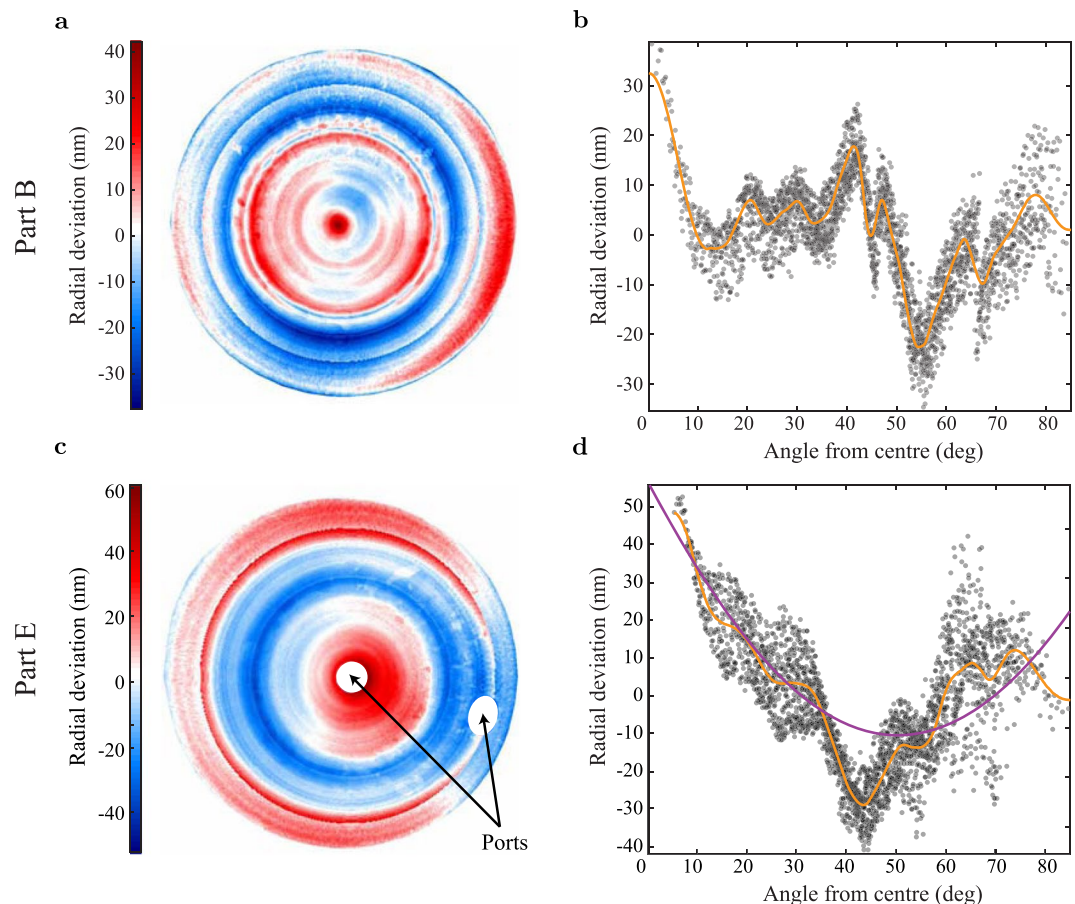 a
b
Part B
Radial deviation (nm)
40
30
20
10
0
-10
-20
-30
Radial deviation (nm)
30
20
10
0
-10
-20
-30
0 10 20 30 40 50 60 70 80
Angle from centre (deg)
c
d
Part E
Radial deviation (nm)
60
40
20
0
-20
-40
Ports
Radial deviation (nm)
50
40
30
20
10
0
-10
-20
-30
-40
0 10 20 30 40 50 60 70 80
Angle from centre (deg)